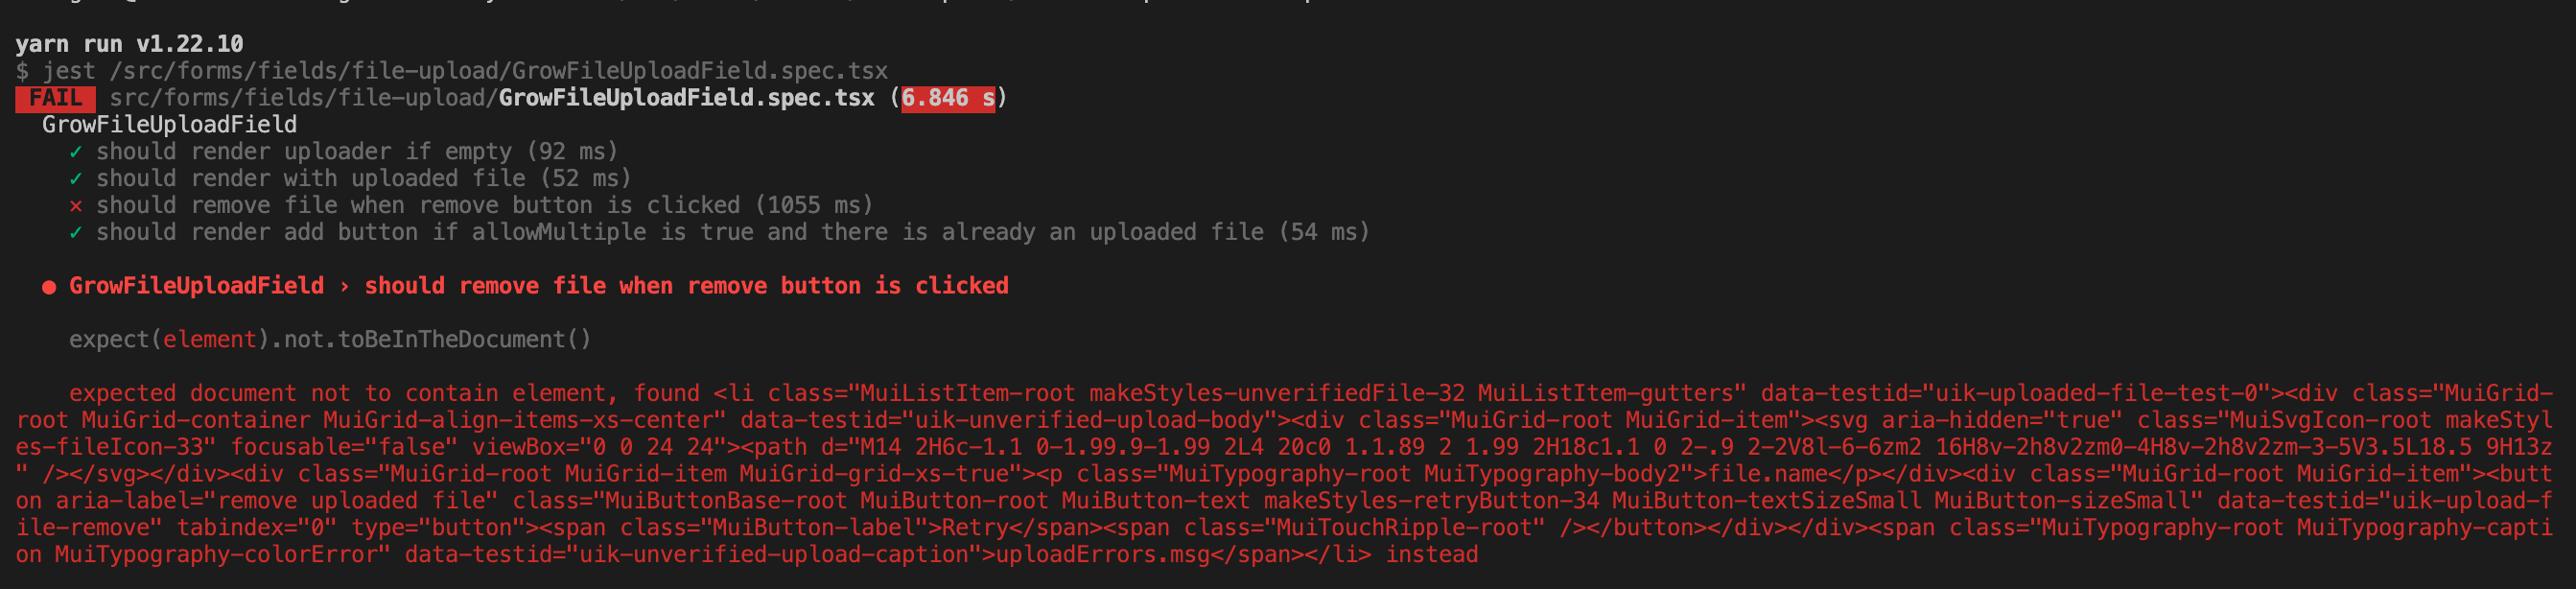 yarn run v1.22.10
$ jest /src/forms/fields/file-upload/GrowFileUploadField.spec.tsx
FAIL src/forms/fields/file-upload/GrowFileUploadField.spec.tsx (6.846 s)
GrowFileUploadField
✓ should render uploader if empty (92 ms)
✓ should render with uploaded file (52 ms)
✕ should remove file when remove button is clicked (1055 ms)
✓ should render add button if allowMultiple is true and there is already an uploaded file (54 ms)
● GrowFileUploadField › should remove file when remove button is clicked
expect(element).not.toBeInTheDocument()
expected document not to contain element, found <li class="MuiListItem-root makeStyles-unverifiedFile-32 MuiListItem-gutters" data-testid="uik-uploaded-file-test-0"><div class="MuiGrid-
root MuiGrid-container MuiGrid-align-items-xs-center" data-testid="uik-unverified-upload-body"><div class="MuiGrid-root MuiGrid-item"><svg aria-hidden="true" class="MuiSvgIcon-root makeStyl
es-fileIcon-33" focusable="false" viewBox="0 0 24 24"><path d="M14 2H6c-1.1 0-1.99.9-1.99 2L4 20c0 1.1.89 2 1.99 2H18c1.1 0 2-.9 2-2V8l-6-6zm2 16H8v-2h8v2zm0-4H8v-2h8v2zm-3-5V3.5L18.5 9H13z
" /></svg></div><div class="MuiGrid-root MuiGrid-item MuiGrid-grid-xs-true"><p class="MuiTypography-root MuiTypography-body2">file.name</p></div><div class="MuiGrid-root MuiGrid-item"><butt
on aria-label="remove uploaded file" class="MuiButtonBase-root MuiButton-root MuiButton-text makeStyles-retryButton-34 MuiButton-textSizeSmall MuiButton-sizeSmall" data-testid="uik-upload-f
ile-remove" tabindex="0" type="button"><span class="MuiButton-label">Retry</span><span class="MuiTouchRipple-root" /></button></div></div><span class="MuiTypography-root MuiTypography-capti
on MuiTypography-colorError" data-testid="uik-unverified-upload-caption">uploadErrors.msg</span></li> instead